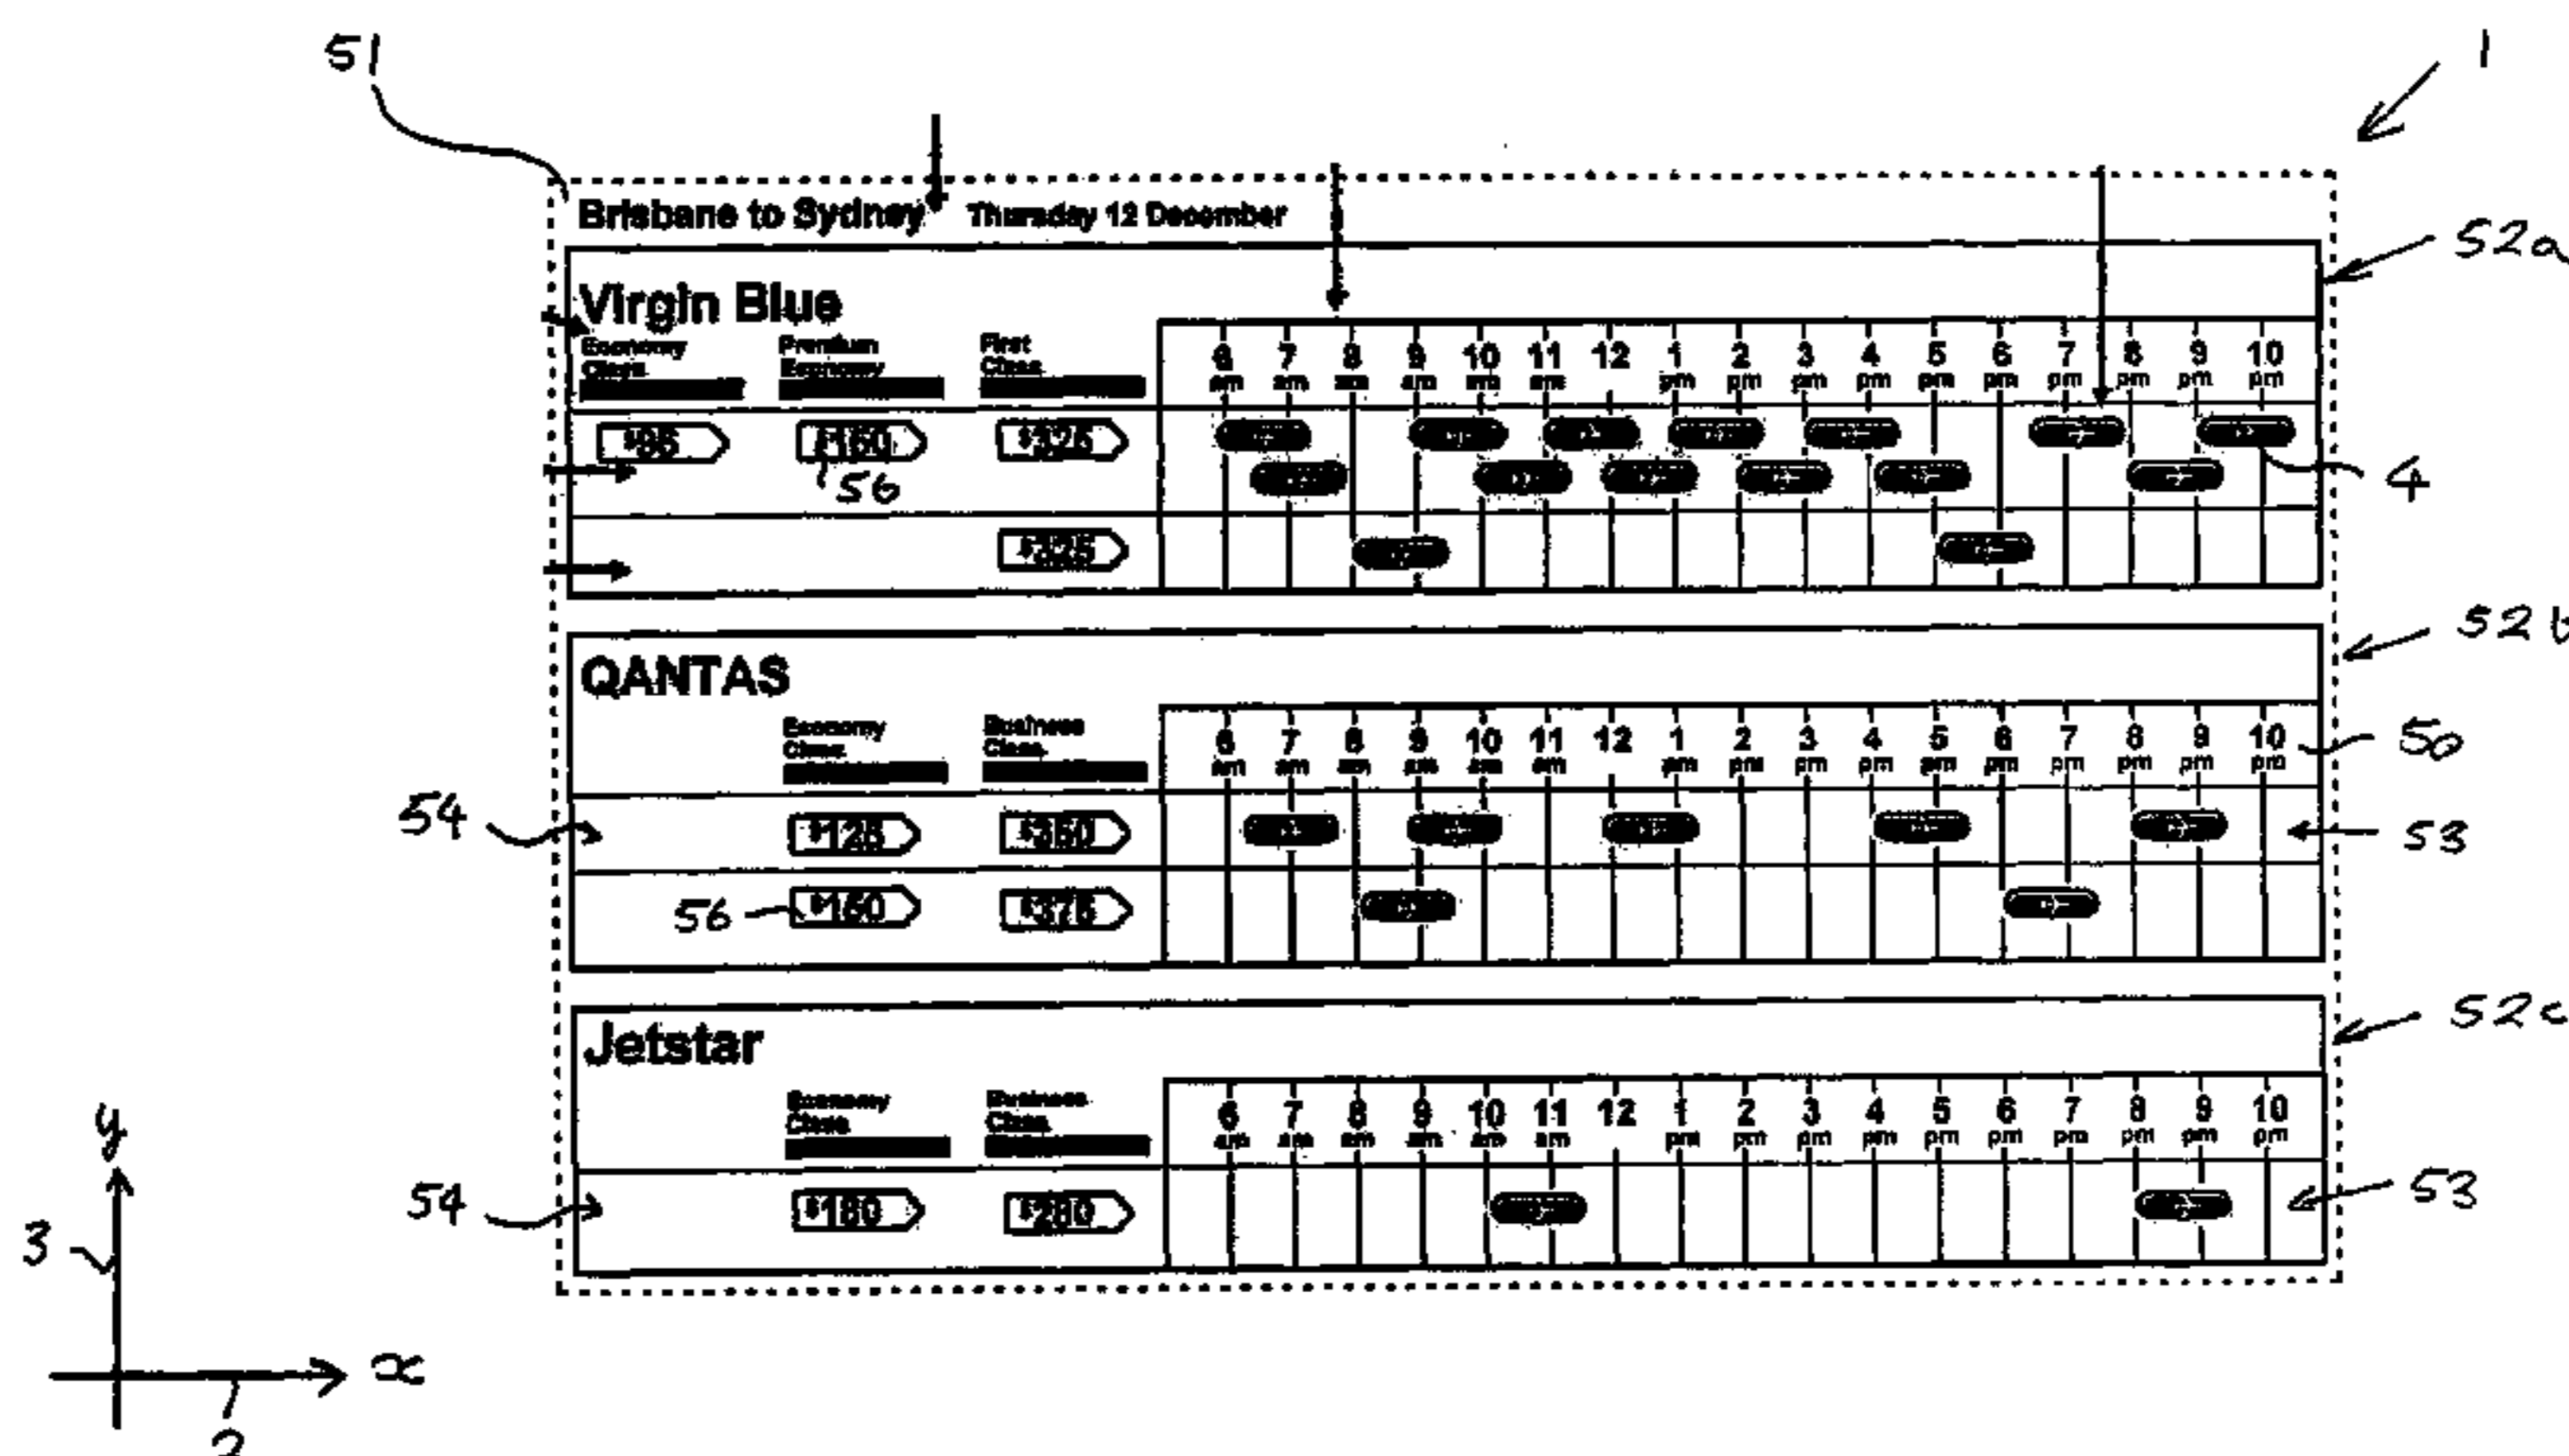 51
1
Brisbane to Sydney Thursday 12 December
52a
Virgin Blue
Economy Class Premium Economy First Class
6 am 7 am 8 am 9 am 10 am 11 am 12 1 pm 2 pm 3 pm 4 pm 5 pm 6 pm 7 pm 8 pm 9 pm 10 pm
$150 $325
56
4
$325
52b
QANTAS
Economy Class Business Class
6 am 7 am 8 am 9 am 10 am 11 am 12 1 pm 2 pm 3 pm 4 pm 5 pm 6 pm 7 pm 8 pm 9 pm 10 pm
50
54 $125 $350 53
56 $150 $375
52c
Jetstar
Economy Class Business Class
6 am 7 am 8 am 9 am 10 am 11 am 12 1 pm 2 pm 3 pm 4 pm 5 pm 6 pm 7 pm 8 pm 9 pm 10 pm
54 $180 $280 53
y
3
x
2